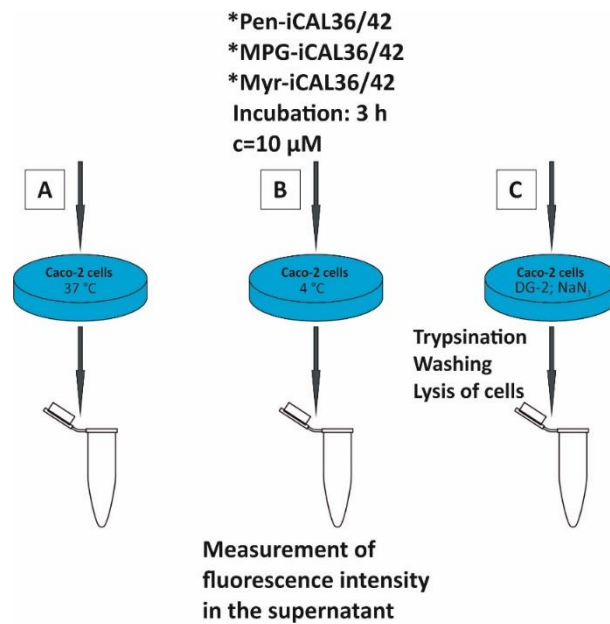 *Pen-iCAL36/42
*MPG-iCAL36/42
*Myr-iCAL36/42
Incubation: 3 h
c=10 µM
A
B
C
Caco-2 cells
37 °C
Caco-2 cells
4 °C
Caco-2 cells
DG-2; NaN₃
Trypsination
Washing
Lysis of cells
Measurement of
fluorescence intensity
in the supernatant